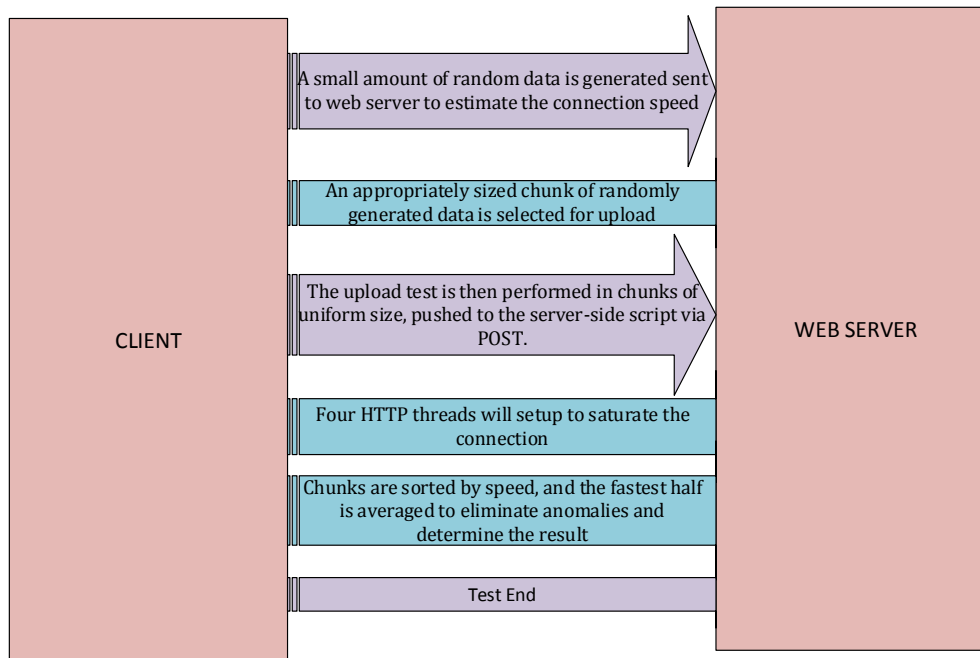 A small amount of random data is generated sent
to web server to estimate the connection speed
An appropriately sized chunk of randomly
generated data is selected for upload
The upload test is then performed in chunks of
uniform size, pushed to the server-side script via
POST.
CLIENT
WEB SERVER
Four HTTP threads will setup to saturate the
connection
Chunks are sorted by speed, and the fastest half
is averaged to eliminate anomalies and
determine the result
Test End